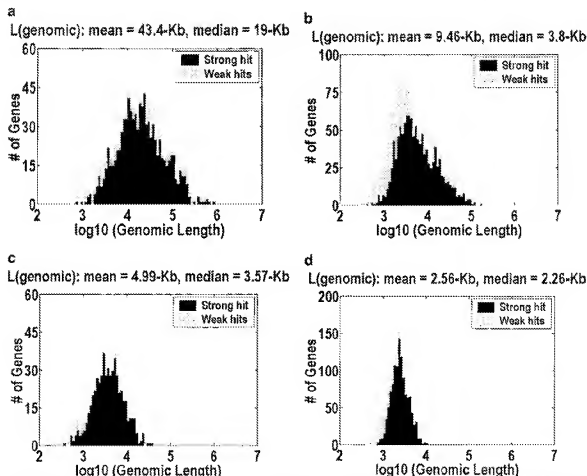 a
L(genomic): mean = 43.4-Kb, median = 19-Kb
60
45
30
15
0
# of Genes
Strong hit
Weak hits
2 3 4 5 6 7
log10 (Genomic Length)
b
L(genomic): mean = 9.46-Kb, median = 3.8-Kb
100
75
50
25
0
# of Genes
Strong hit
Weak hits
2 3 4 5 6 7
log10 (Genomic Length)
c
L(genomic): mean = 4.99-Kb, median = 3.57-Kb
60
45
30
15
0
# of Genes
Strong hit
Weak hits
2 3 4 5 6 7
log10 (Genomic Length)
d
L(genomic): mean = 2.56-Kb, median = 2.26-Kb
200
150
100
50
0
# of Genes
Strong hit
Weak hits
2 3 4 5 6 7
log10 (Genomic Length)